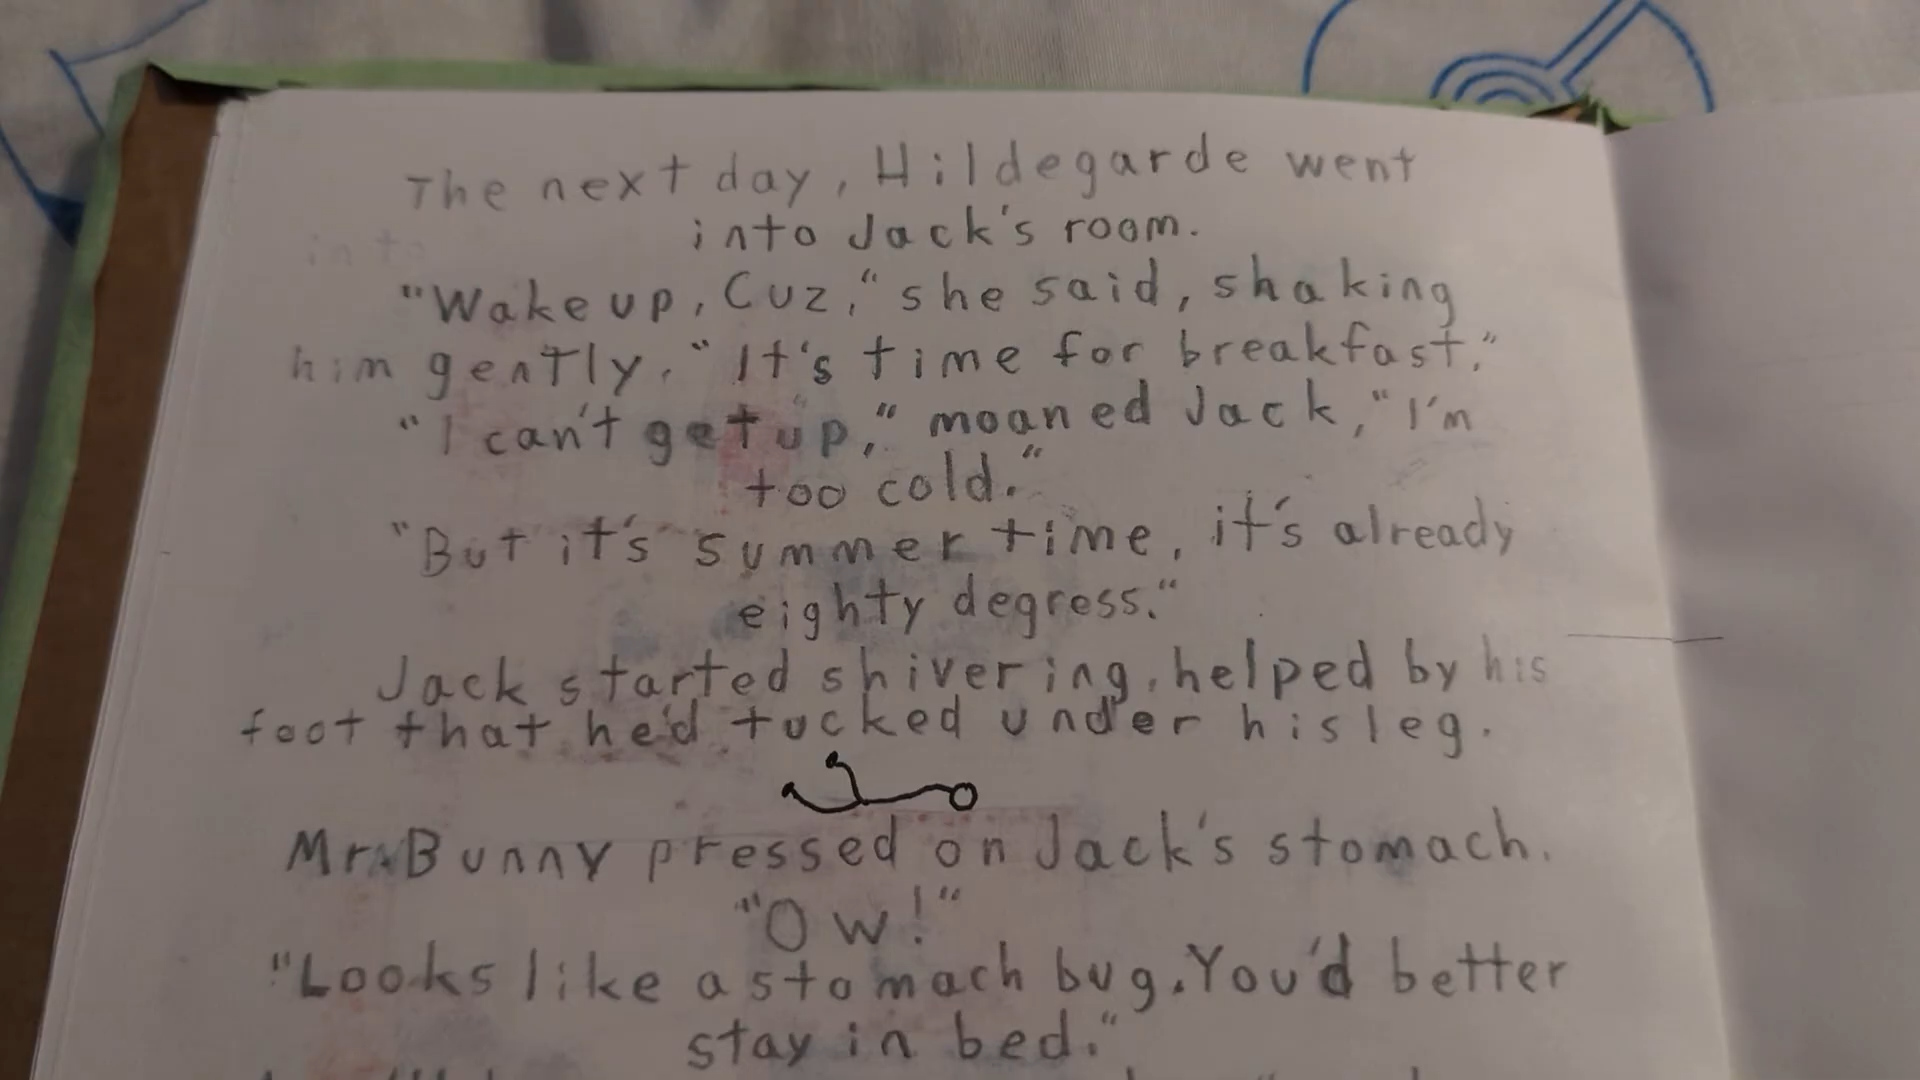 The next day, Hildegarde went
into Jack's room.
"Wake up, Cuz," she said, shaking
him gently. "It's time for breakfast."
"I can't get up," moaned Jack, "I'm
too cold."
"But it's summer time, it's already
eighty degress."
Jack started shivering, helped by his
foot that he'd tucked under his leg.
Mr. Bunny pressed on Jack's stomach.
"Ow!"
"Looks like a stomach bug. You'd better
stay in bed."